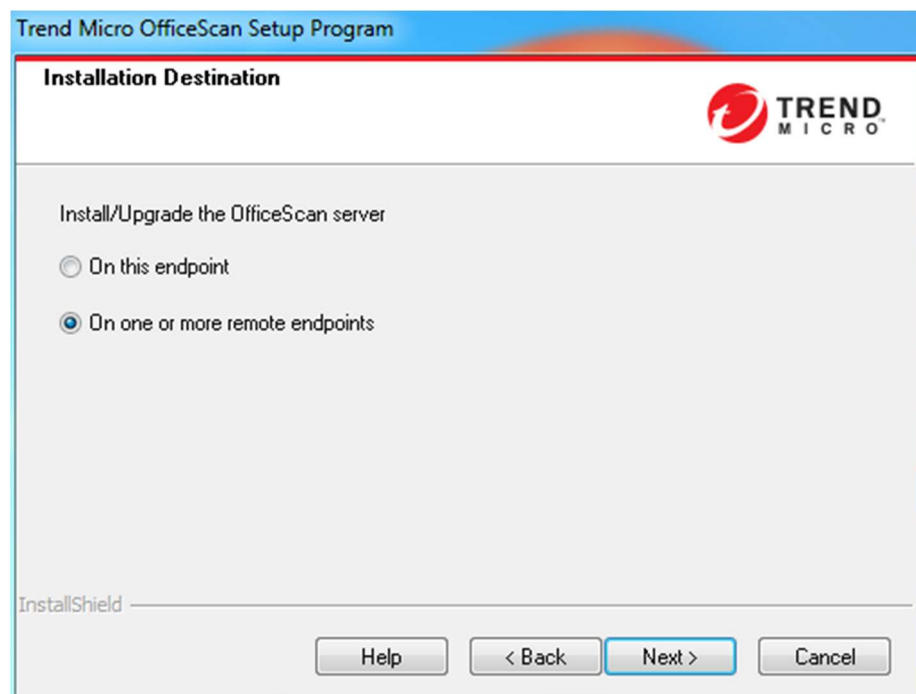 Trend Micro OfficeScan Setup Program
Installation Destination
TREND
MICRO™
Install/Upgrade the OfficeScan server
On this endpoint
On one or more remote endpoints
InstallShield
Help
< Back
Next >
Cancel